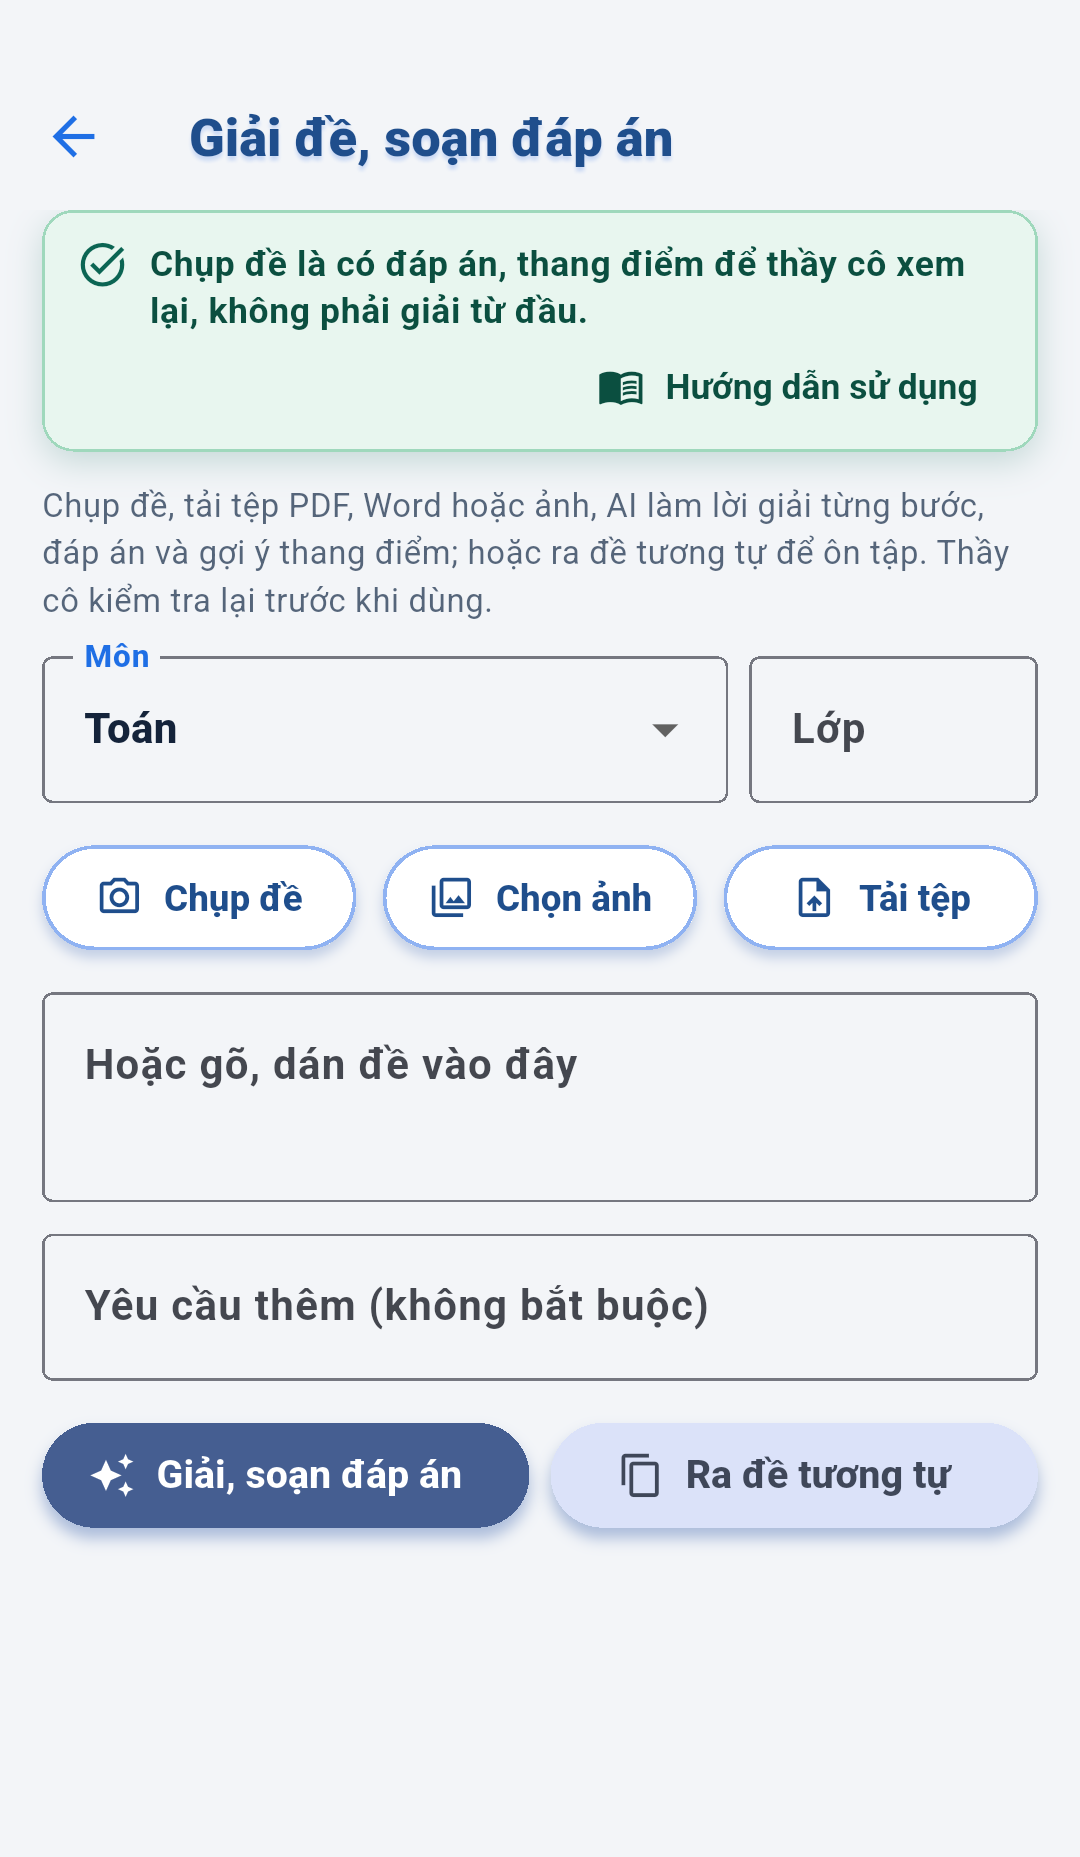 Giải đề, soạn đáp án
Chụp đề là có đáp án, thang điểm để thầy cô xem
lại, không phải giải từ đầu.
Hướng dẫn sử dụng
Chụp đề, tải tệp PDF, Word hoặc ảnh, AI làm lời giải từng bước,
đáp án và gợi ý thang điểm; hoặc ra đề tương tự để ôn tập. Thầy
cô kiểm tra lại trước khi dùng.
Môn
Toán
Lớp
Chụp đề
Chọn ảnh
Tải tệp
Hoặc gõ, dán đề vào đây
Yêu cầu thêm (không bắt buộc)
Giải, soạn đáp án
Ra đề tương tự